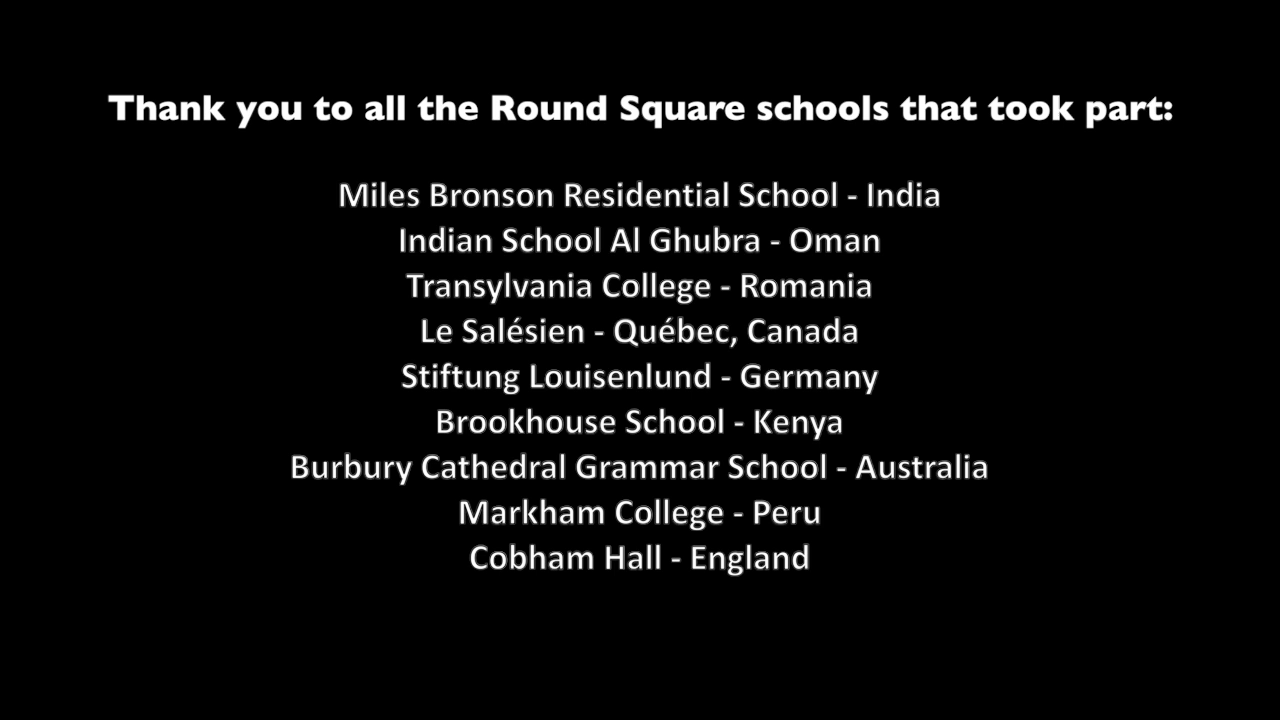 Thank you to all the Round Square schools that took part:
Miles Bronson Residential School - India
Indian School Al Ghubra - Oman
Transylvania College - Romania
Le Salésien - Québec, Canada
Stiftung Louisenlund - Germany
Brookhouse School - Kenya
Burbury Cathedral Grammar School - Australia
Markham College - Peru
Cobham Hall - England